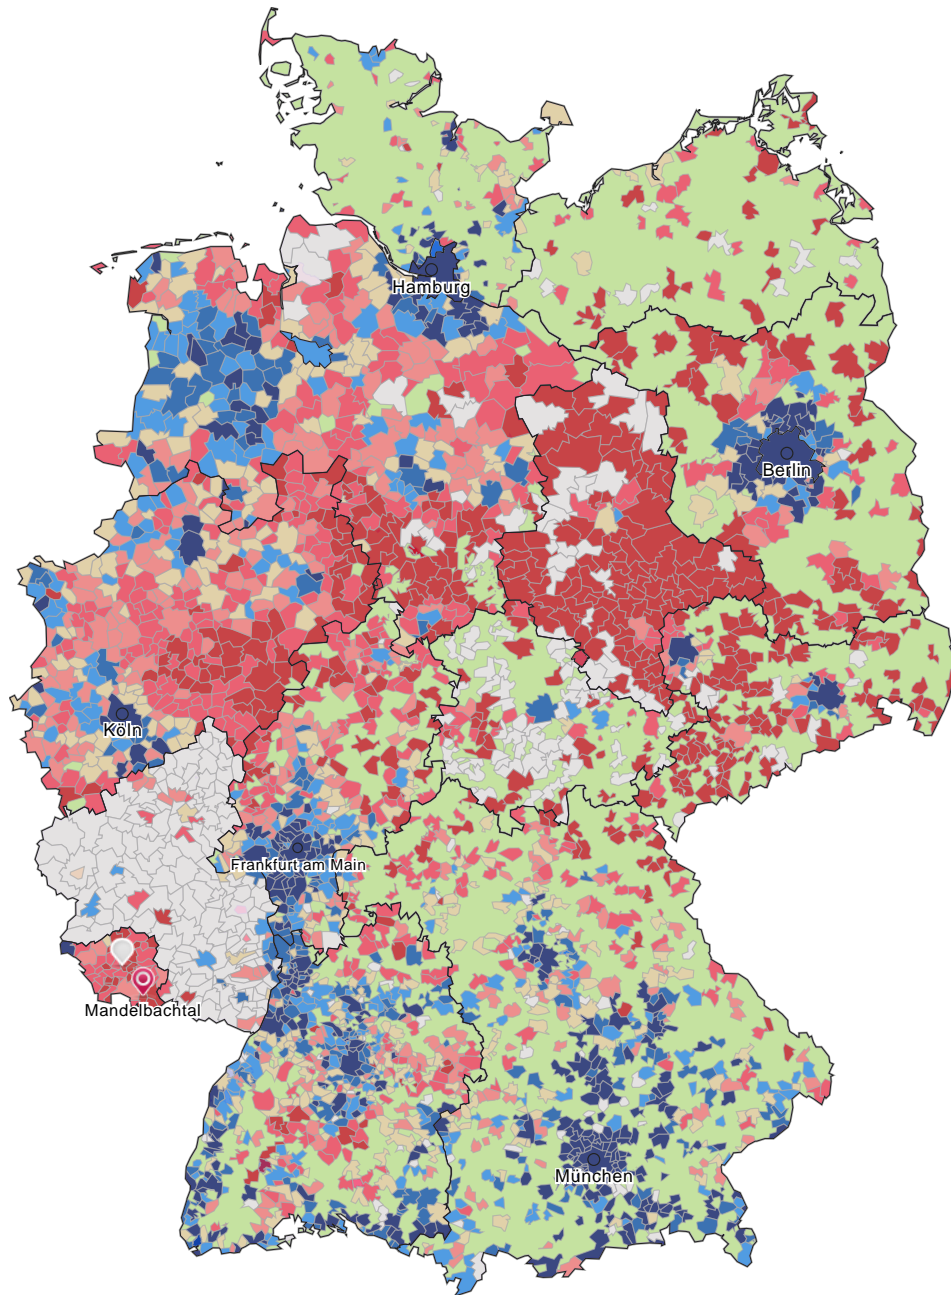 Hamburg
Berlin
Köln
Frankfurt am Main
Mandelbachtal
München